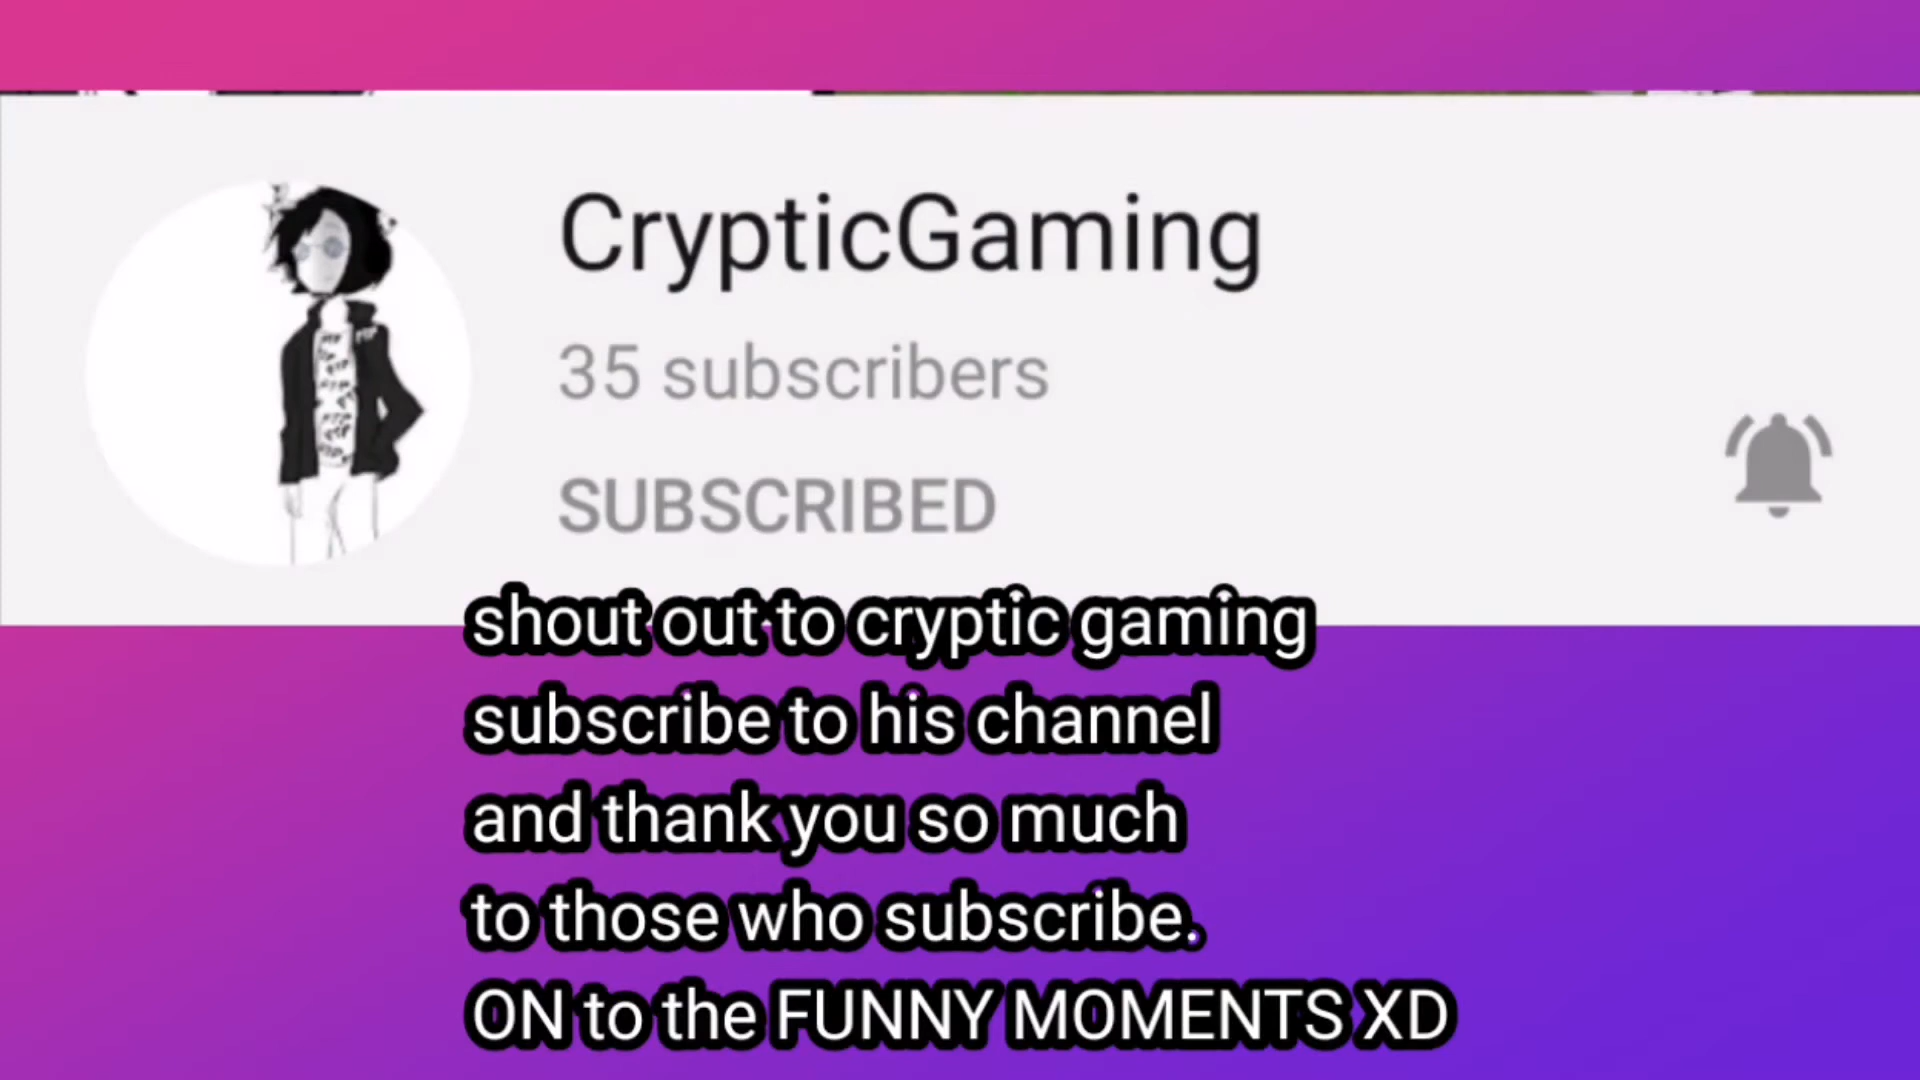 CrypticGaming
35 subscribers
SUBSCRIBED
shout out to cryptic gaming
subscribe to his channel
and thank you so much
to those who subscribe.
ON to the FUNNY MOMENTS XD